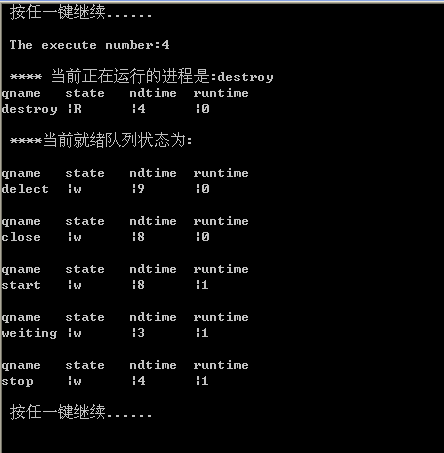 按任一键继续......
The execute number:4
**** 当前正在运行的进程是:destroy
qname state ndtime runtime
destroy |R |4 |0
****当前就绪队列状态为:
qname state ndtime runtime
delect |w |9 |0
qname state ndtime runtime
close |w |8 |0
qname state ndtime runtime
start |w |8 |1
qname state ndtime runtime
weiting |w |3 |1
qname state ndtime runtime
stop |w |4 |1
按任一键继续......